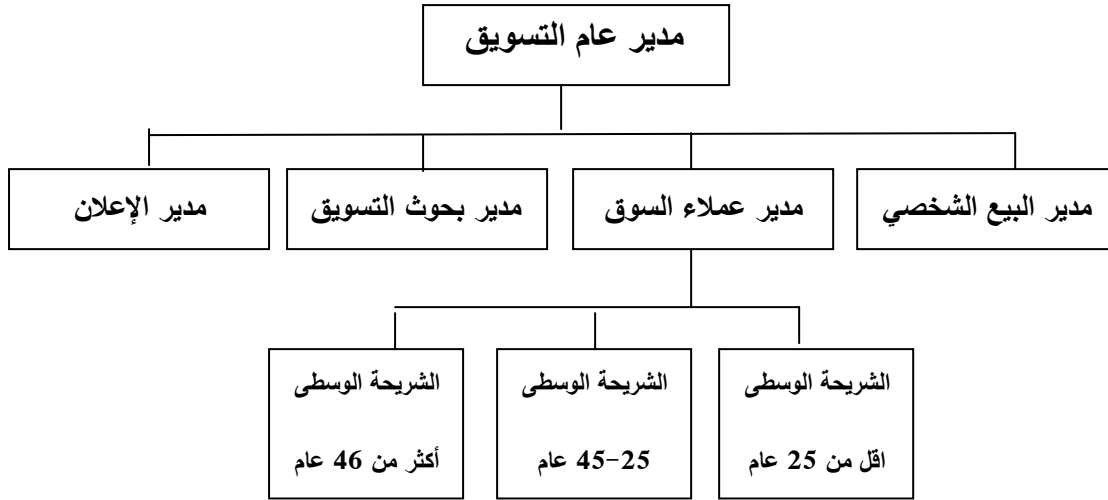 مدير عام التسويق
مدير البيع الشخصي
مدير عملاء السوق
مدير بحوث التسويق
مدير الإعلان
الشريحة الوسطى
اقل من 25 عام
الشريحة الوسطى
25-45 عام
الشريحة الوسطى
أكثر من 46 عام